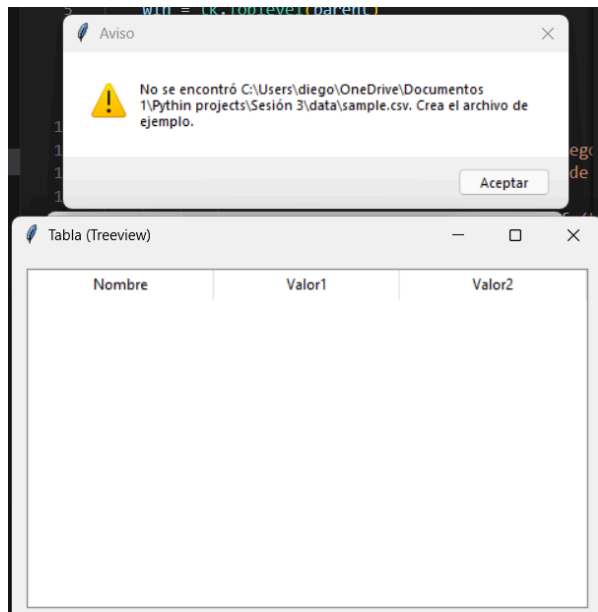 win = tk.Toplevel(parent)
Aviso
No se encontró C:\Users\diego\OneDrive\Documentos
1\Pythin projects\Sesión 3\data\sample.csv. Crea el archivo de
ejemplo.
Aceptar
Tabla (Treeview)
Nombre Valor1 Valor2